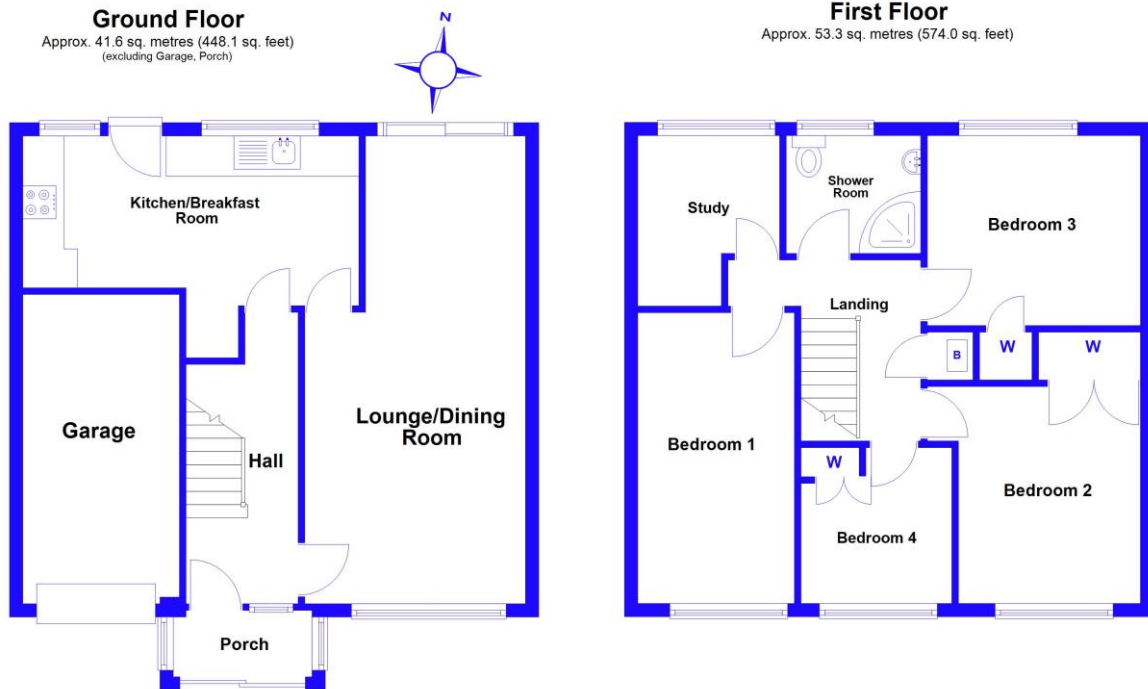 Ground Floor
Approx. 41.6 sq. metres (448.1 sq. feet)
(excluding Garage, Porch)
N
Kitchen/Breakfast
Room
Garage
Hall
Lounge/Dining
Room
Porch
First Floor
Approx. 53.3 sq. metres (574.0 sq. feet)
Study
Shower
Room
Bedroom 3
Landing
B
W
W
Bedroom 1
W
Bedroom 2
Bedroom 4